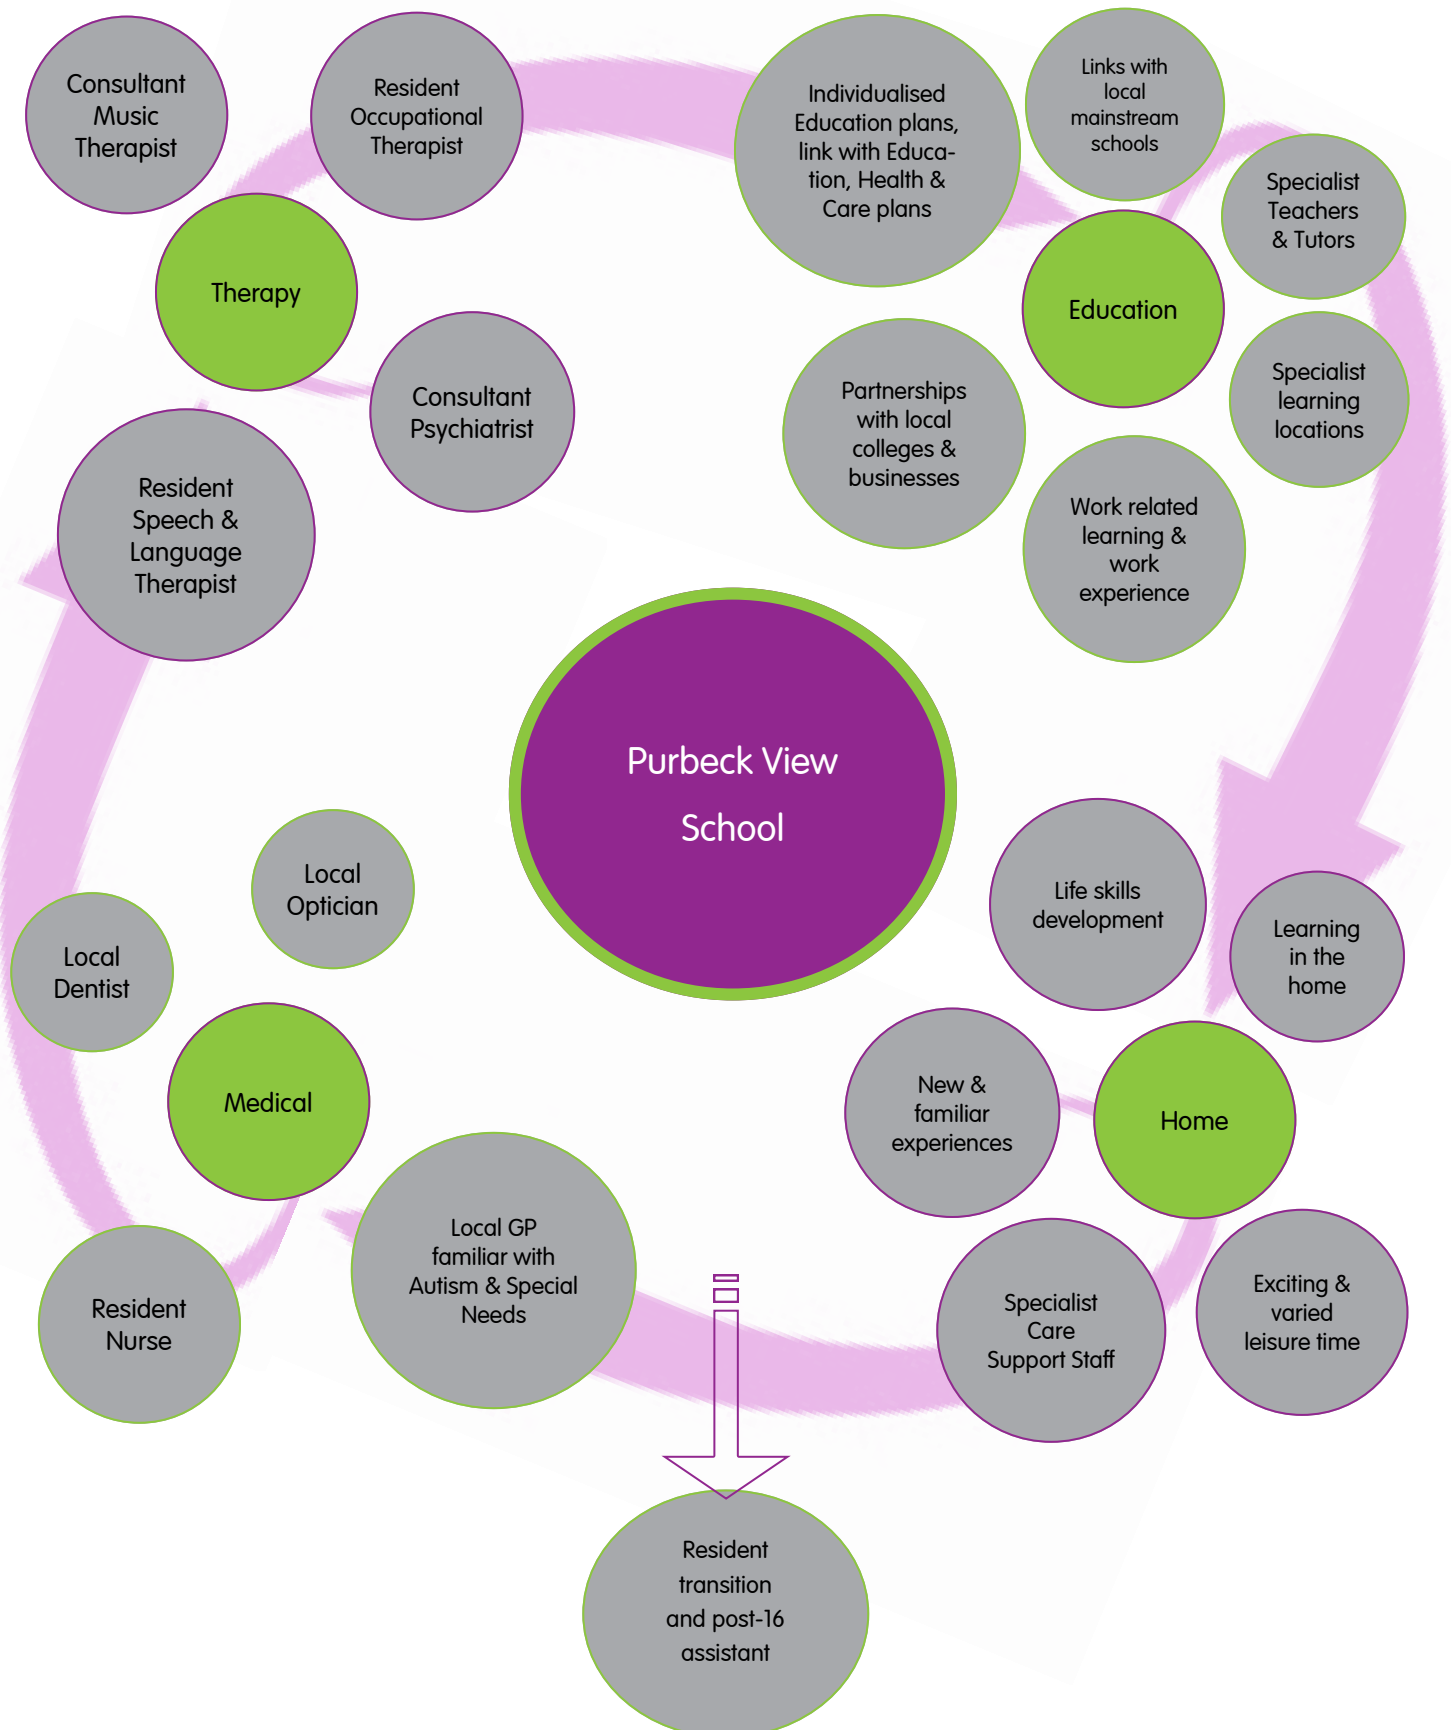 Consultant
Music
Therapist
Resident
Occupational
Therapist
Therapy
Consultant
Psychiatrist
Resident
Speech &
Language
Therapist
Individualised
Education plans,
link with Educa-
tion, Health &
Care plans
Links with
local
mainstream
schools
Specialist
Teachers
& Tutors
Education
Specialist
learning
locations
Partnerships
with local
colleges &
businesses
Work related
learning &
work
experience
Purbeck View
School
Local
Optician
Local
Dentist
Medical
Resident
Nurse
Local GP
familiar with
Autism & Special
Needs
Life skills
development
Learning
in the
home
New &
familiar
experiences
Home
Specialist
Care
Support Staff
Exciting &
varied
leisure time
Resident
transition
and post-16
assistant